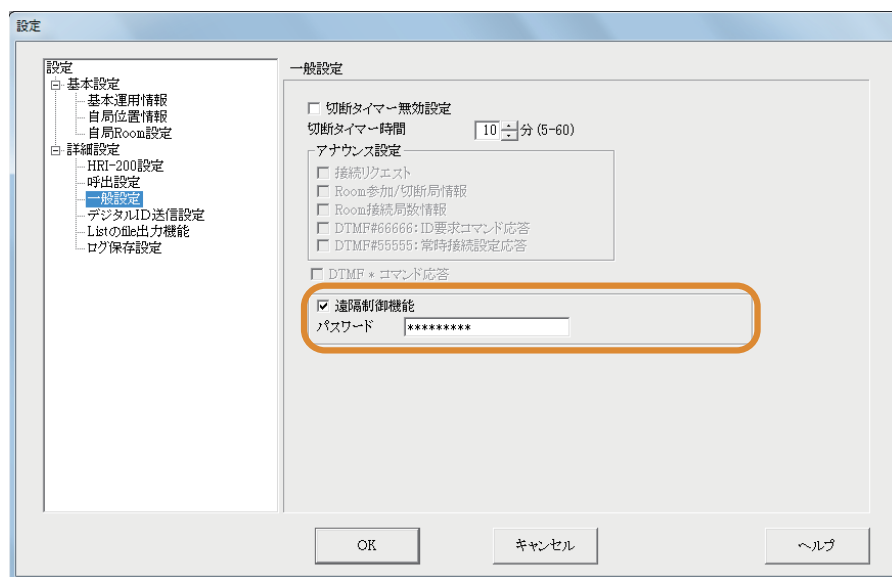 設定
設定
基本設定
基本運用情報
自局位置情報
自局Room設定
詳細設定
HRI-200設定
呼出設定
一般設定
デジタルID送信設定
Listのfile出力機能
ログ保存設定
一般設定
切断タイマー無効設定
切断タイマー時間 10 分(5-60)
アナウンス設定
接続リクエスト
Room参加/切断局情報
Room接続局数情報
DTMF#66666:ID要求コマンド応答
DTMF#55555:常時接続設定応答
DTMF * コマンド応答
遠隔制御機能
パスワード *********
OK キャンセル ヘルプ